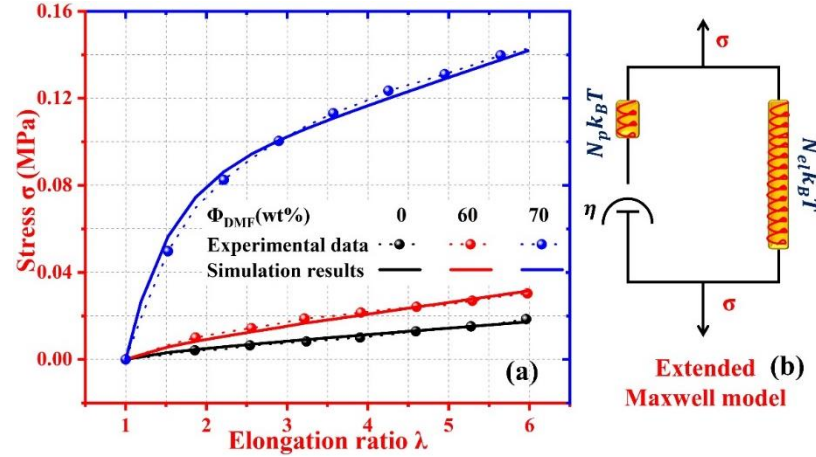 0.16
0.12
0.08
0.04
0.00
Stress σ (MPa)
Φ_DMF(wt%) 0 60 70
Experimental data
Simulation results
(a)
1 2 3 4 5 6
Elongation ratio λ
σ
N_p k_B T
η
N_el k_B T
σ
Extended (b)
Maxwell model